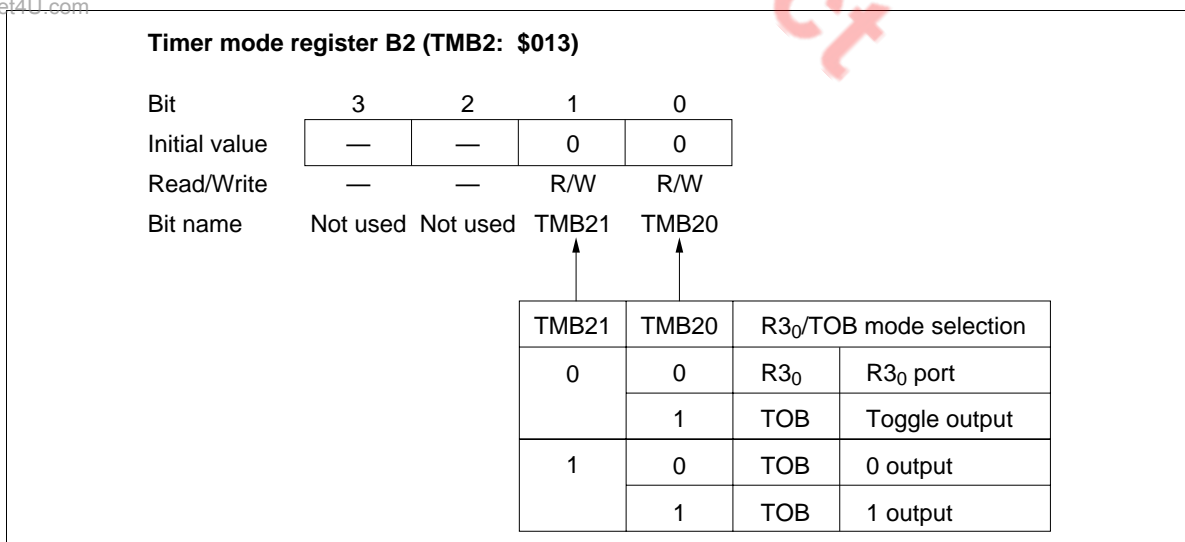 et4U.com
ct
Timer mode register B2 (TMB2: $013)
Bit 3 2 1 0
Initial value — — 0 0
Read/Write — — R/W R/W
Bit name Not used Not used TMB21 TMB20
TMB21 TMB20 R3₀/TOB mode selection
0 0 R3₀ R3₀ port
1 TOB Toggle output
1 0 TOB 0 output
1 TOB 1 output